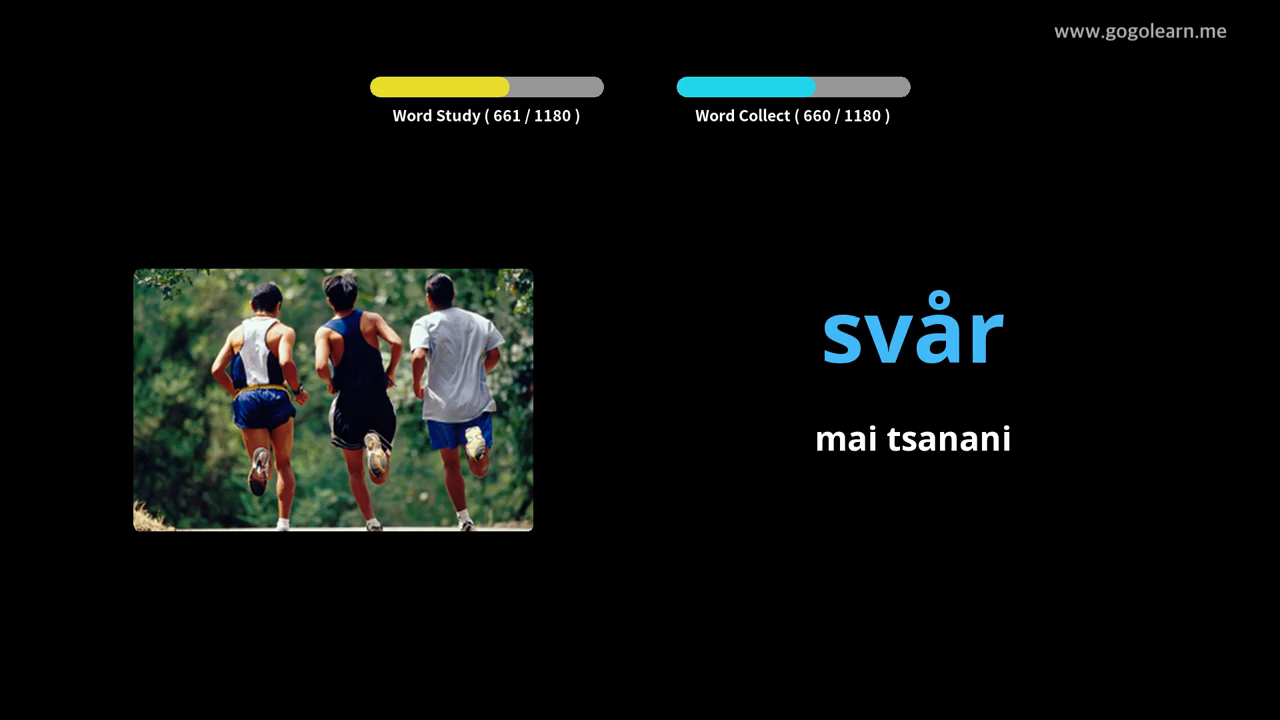 www.gogolearn.me
Word Study ( 661 / 1180 )
Word Collect ( 660 / 1180 )
svår
mai tsanani